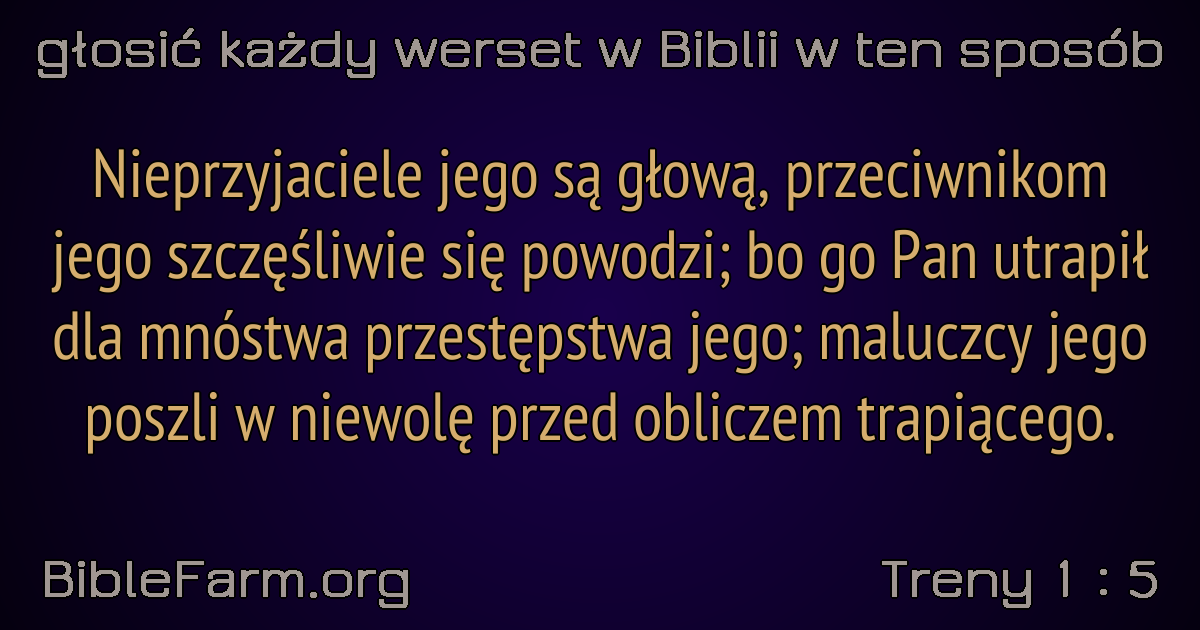 głosić każdy werset w Biblii w ten sposób
Nieprzyjaciele jego są głową, przeciwnikom
jego szczęśliwie się powodzi; bo go Pan utrapił
dla mnóstwa przestępstwa jego; maluczcy jego
poszli w niewolę przed obliczem trapiącego.
BibleFarm.org
Treny 1 : 5